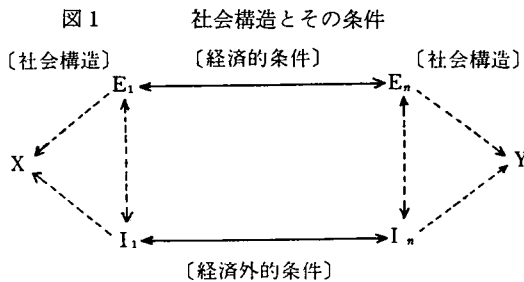 図1 社会構造とその条件
〔社会構造〕 〔経済的条件〕 〔社会構造〕
E₁ Eₙ
X Y
I₁ Iₙ
〔経済外的条件〕